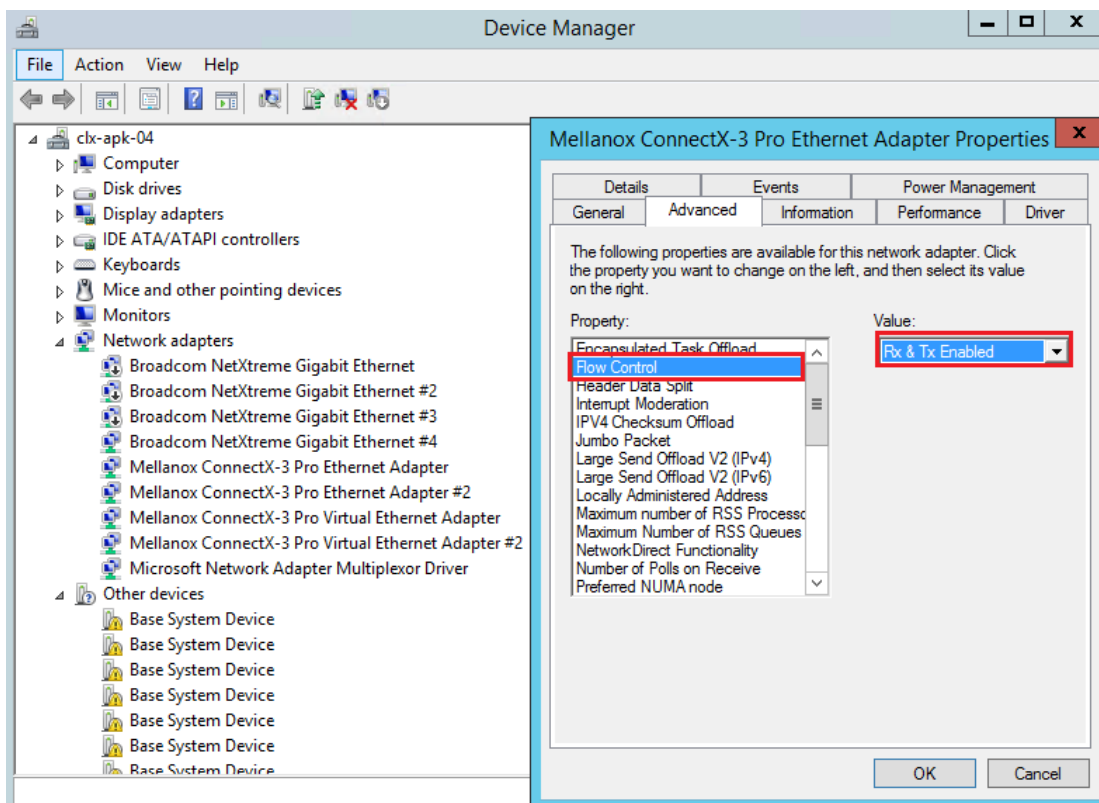 Device Manager
File Action View Help
clx-apk-04
Computer
Disk drives
Display adapters
IDE ATA/ATAPI controllers
Keyboards
Mice and other pointing devices
Monitors
Network adapters
Broadcom NetXtreme Gigabit Ethernet
Broadcom NetXtreme Gigabit Ethernet #2
Broadcom NetXtreme Gigabit Ethernet #3
Broadcom NetXtreme Gigabit Ethernet #4
Mellanox ConnectX-3 Pro Ethernet Adapter
Mellanox ConnectX-3 Pro Ethernet Adapter #2
Mellanox ConnectX-3 Pro Virtual Ethernet Adapter
Mellanox ConnectX-3 Pro Virtual Ethernet Adapter #2
Microsoft Network Adapter Multiplexor Driver
Other devices
Base System Device
Base System Device
Base System Device
Base System Device
Base System Device
Base System Device
Base System Device
Mellanox ConnectX-3 Pro Ethernet Adapter Properties
Details Events Power Management
General Advanced Information Performance Driver
The following properties are available for this network adapter. Click
the property you want to change on the left, and then select its value
on the right.
Property:
Value:
Encapsulated Task Offload
Flow Control
Header Data Split
Interrupt Moderation
IPV4 Checksum Offload
Jumbo Packet
Large Send Offload V2 (IPv4)
Large Send Offload V2 (IPv6)
Locally Administered Address
Maximum number of RSS Processo
Maximum Number of RSS Queues
NetworkDirect Functionality
Number of Polls on Receive
Preferred NUMA node
Rx & Tx Enabled
OK Cancel